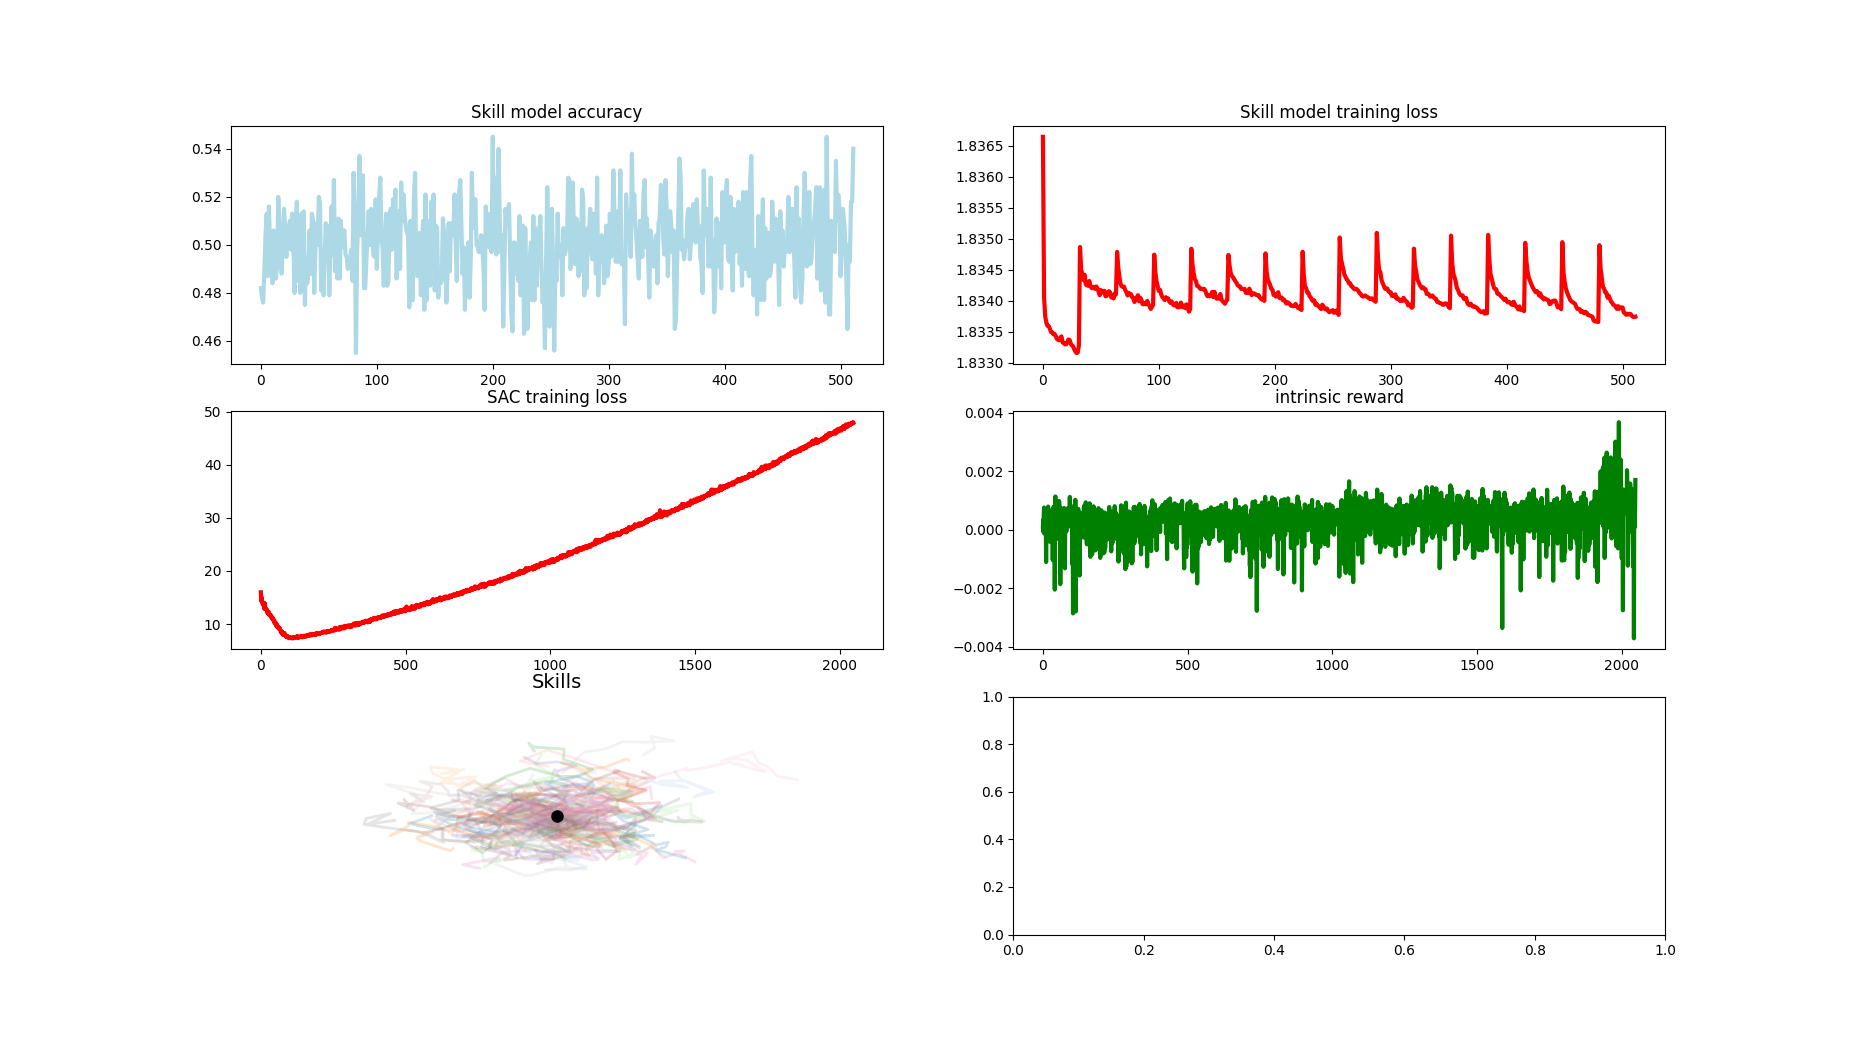 Skill model accuracy
0.54
0.52
0.50
0.48
0.46
0 100 200 300 400 500
Skill model training loss
1.8365
1.8360
1.8355
1.8350
1.8345
1.8340
1.8335
1.8330
0 100 200 300 400 500
SAC training loss
50
40
30
20
10
0 500 1000 1500 2000
intrinsic reward
0.004
0.002
0.000
−0.002
−0.004
0 500 1000 1500 2000
Skills
1.0
0.8
0.6
0.4
0.2
0.0
0.0 0.2 0.4 0.6 0.8 1.0